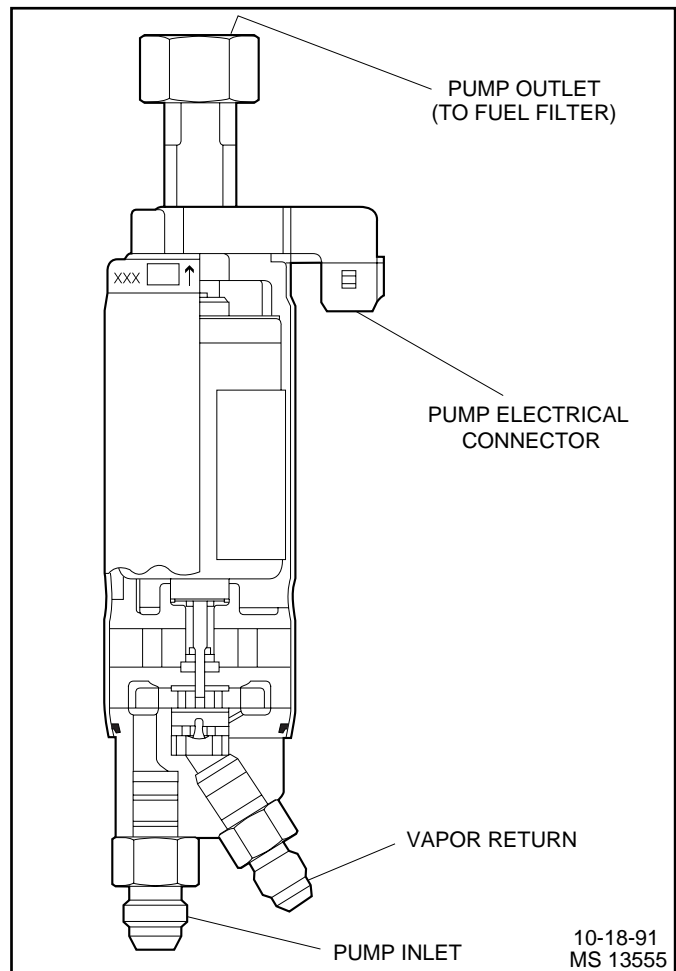 PUMP OUTLET
(TO FUEL FILTER)
XXX
PUMP ELECTRICAL
CONNECTOR
VAPOR RETURN
PUMP INLET
10-18-91
MS 13555